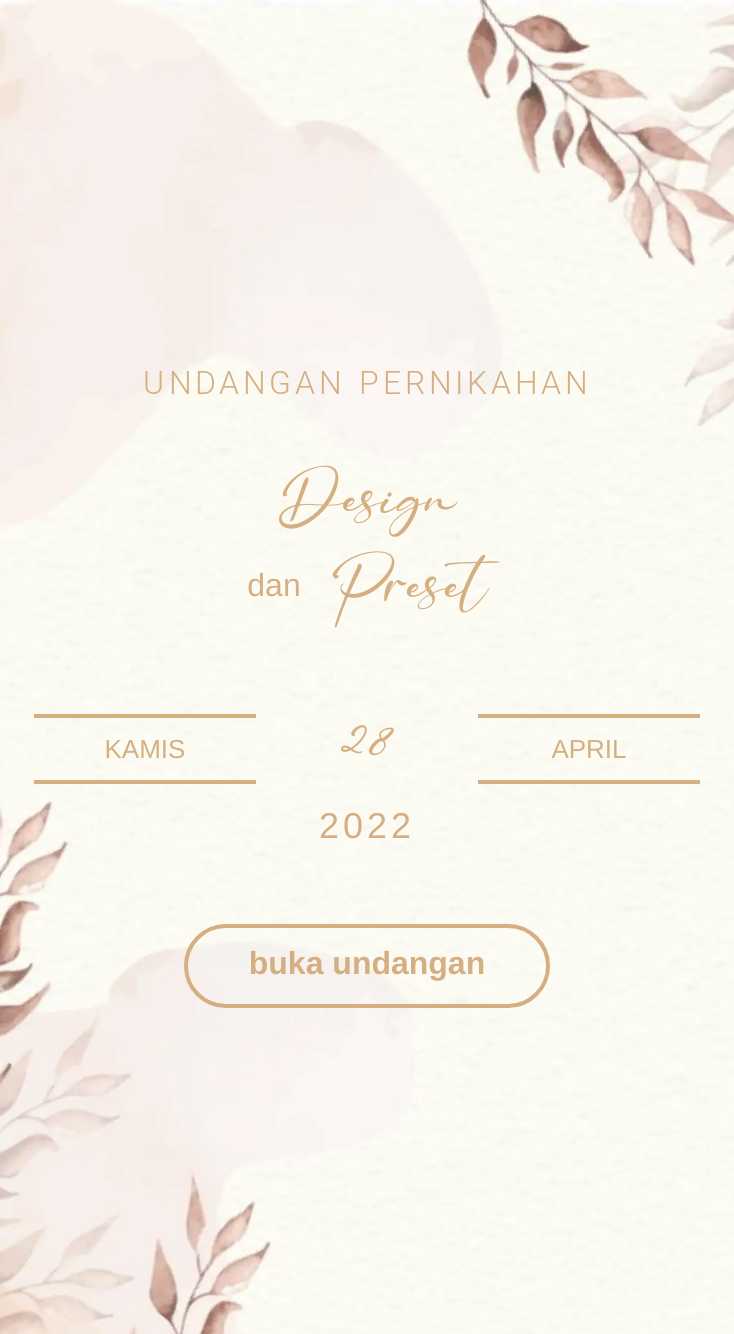 UNDANGAN PERNIKAHAN
Design
dan Preset
KAMIS 28 APRIL
2022
buka undangan